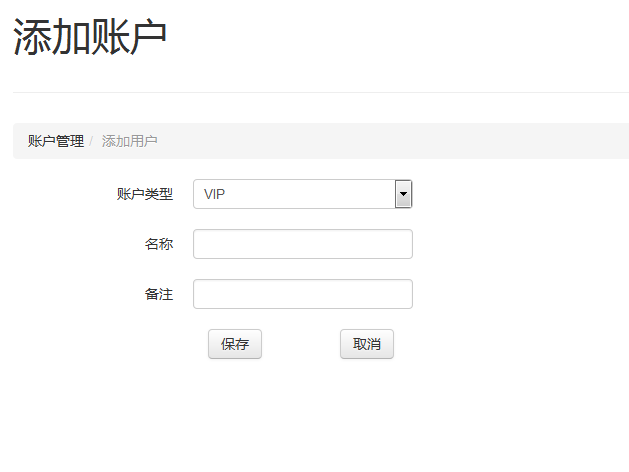 添加账户
账户管理 / 添加用户
账户类型 VIP
名称
备注
保存 取消